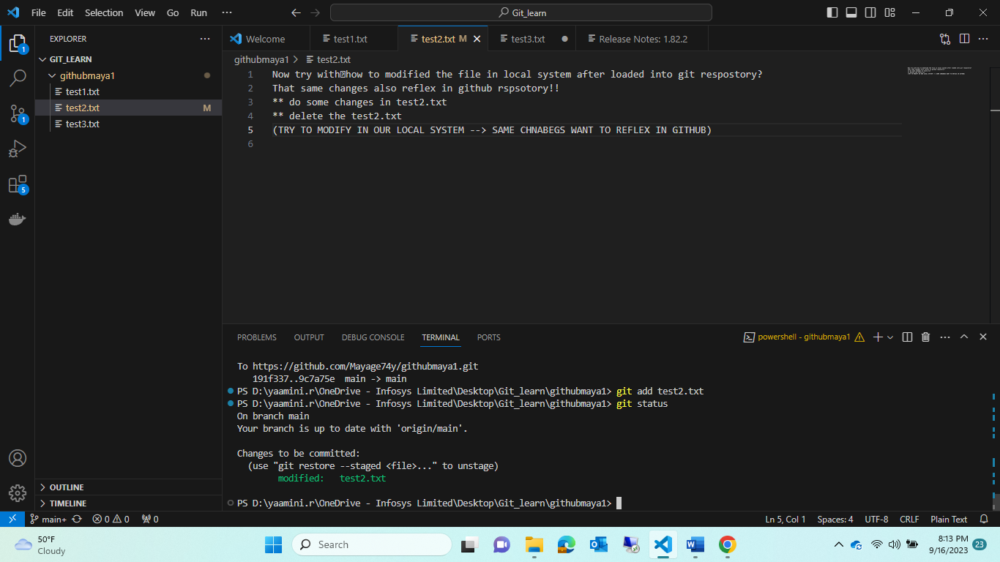 File Edit Selection View Go Run ··· Git_learn
EXPLORER ···
Welcome test1.txt test2.txt M test3.txt Release Notes: 1.82.2
GIT_LEARN
githubmaya1
test1.txt
test2.txt M
test3.txt
githubmaya1 > test2.txt
1 Now try with how to modified the file in local system after loaded into git respostory?
2 That same changes also reflex in github rspsotory!!
3 ** do some changes in test2.txt
4 ** delete the test2.txt
5 (TRY TO MODIFY IN OUR LOCAL SYSTEM --> SAME CHNABEGS WANT TO REFLEX IN GITHUB)
6
1
1
5
PROBLEMS OUTPUT DEBUG CONSOLE TERMINAL PORTS powershell - githubmaya1
To https://github.com/Mayage74y/githubmaya1.git
191f337..9c7a75e main -> main
PS D:\yaamini.r\OneDrive - Infosys Limited\Desktop\Git_learn\githubmaya1> git add test2.txt
PS D:\yaamini.r\OneDrive - Infosys Limited\Desktop\Git_learn\githubmaya1> git status
On branch main
Your branch is up to date with 'origin/main'.
Changes to be committed:
(use "git restore --staged <file>..." to unstage)
modified: test2.txt
PS D:\yaamini.r\OneDrive - Infosys Limited\Desktop\Git_learn\githubmaya1>
OUTLINE
TIMELINE
main+ 0 0 0 Ln 5, Col 1 Spaces: 4 UTF-8 CRLF Plain Text
50°F
Cloudy
Search
8:13 PM
9/16/2023
23